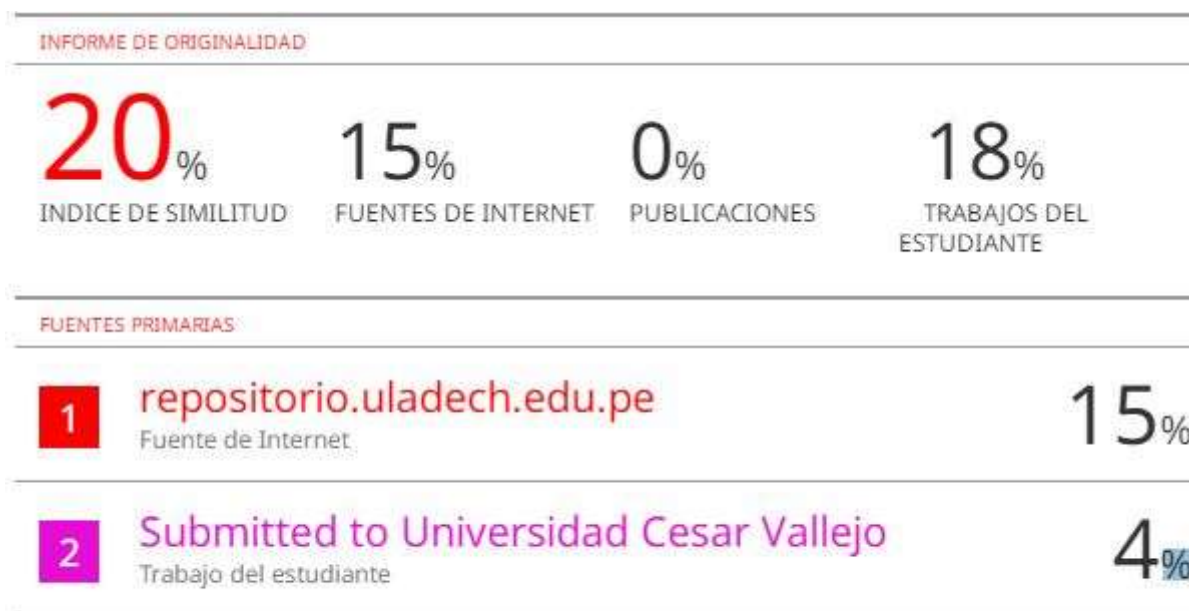 INFORME DE ORIGINALIDAD
20% 15% 0% 18%
INDICE DE SIMILITUD FUENTES DE INTERNET PUBLICACIONES TRABAJOS DEL
ESTUDIANTE
FUENTES PRIMARIAS
1 repositorio.uladech.edu.pe 15%
Fuente de Internet
2 Submitted to Universidad Cesar Vallejo 4%
Trabajo del estudiante